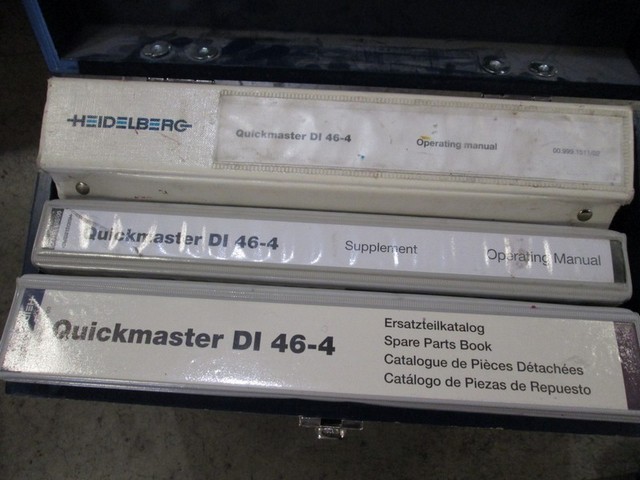 HEIDELBERG
Quickmaster DI 46-4 Operating manual
Quickmaster DI 46-4 Supplement Operating Manual
Quickmaster DI 46-4
Ersatzteilkatalog
Spare Parts Book
Catalogue de Pièces Détachées
Catálogo de Piezas de Repuesto